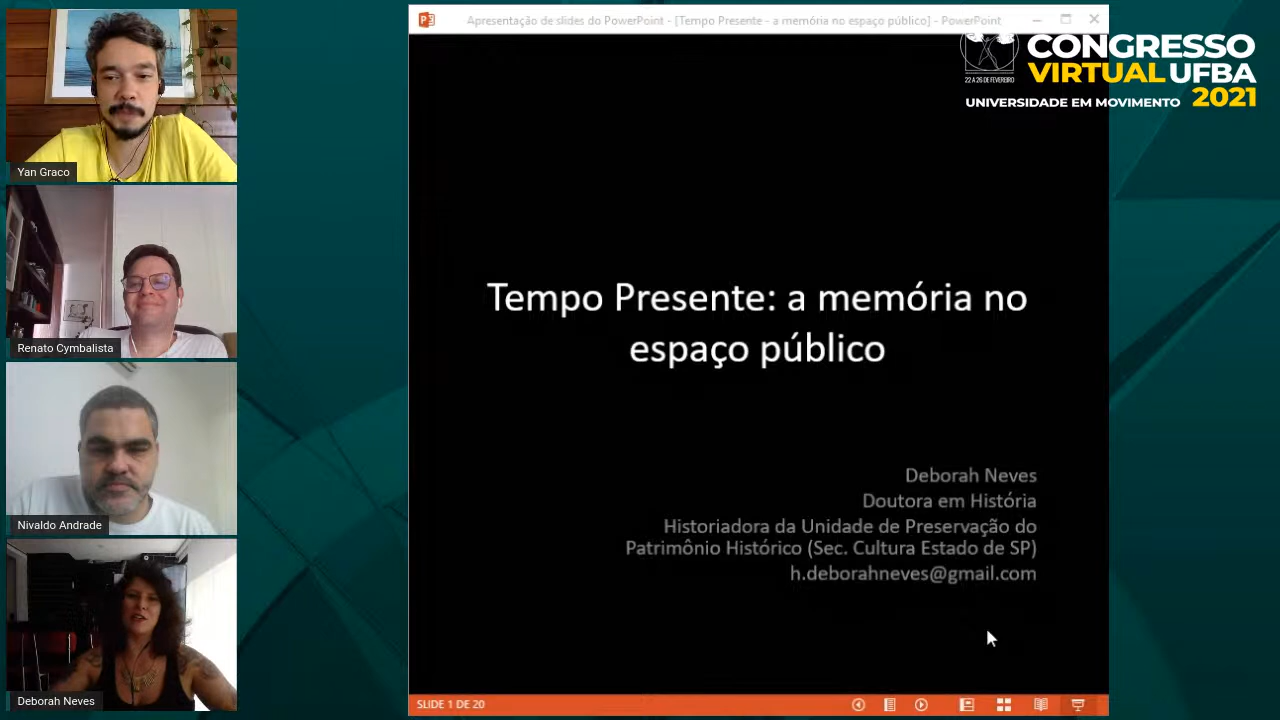 Apresentação de slides do PowerPoint - [Tempo Presente - a memória no espaço público] - PowerPoint
22 A 26 DE FEVEREIRO
CONGRESSO
VIRTUAL UFBA
UNIVERSIDADE EM MOVIMENTO 2021
Yan Graco
Renato Cymbalista
Nivaldo Andrade
Deborah Neves
Tempo Presente: a memória no
espaço público
Deborah Neves
Doutora em História
Historiadora da Unidade de Preservação do
Patrimônio Histórico (Sec. Cultura Estado de SP)
h.deborahneves@gmail.com
SLIDE 1 DE 20